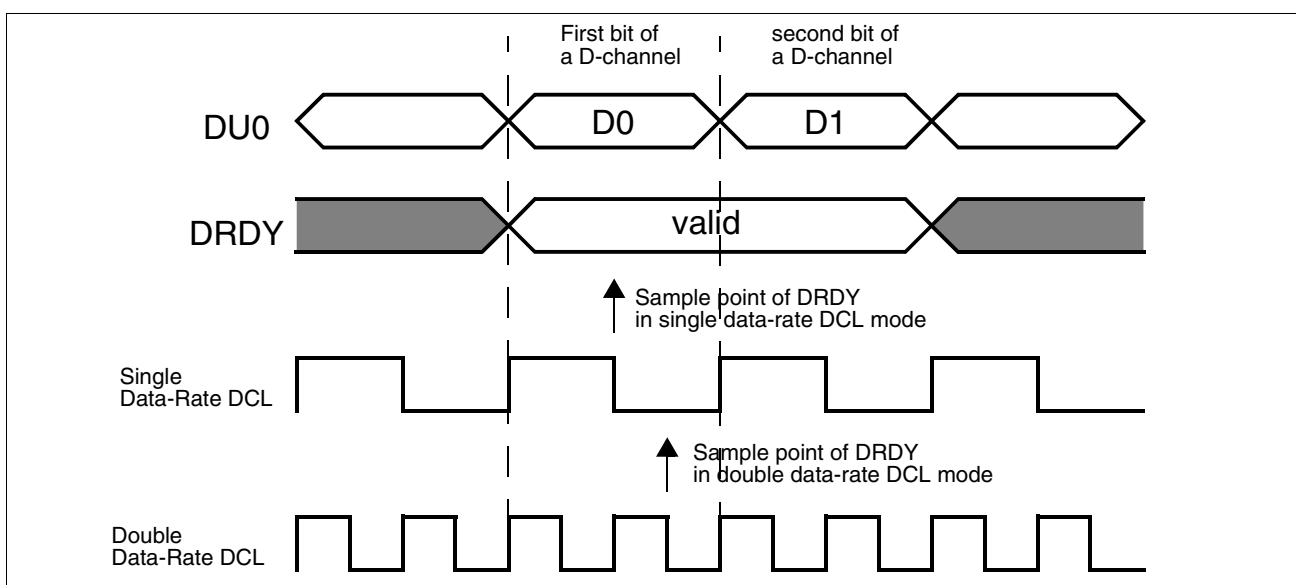 First bit of
a D-channel
second bit of
a D-channel
DU0
D0
D1
DRDY
valid
Sample point of DRDY
in single data-rate DCL mode
Single
Data-Rate DCL
Sample point of DRDY
in double data-rate DCL mode
Double
Data-Rate DCL